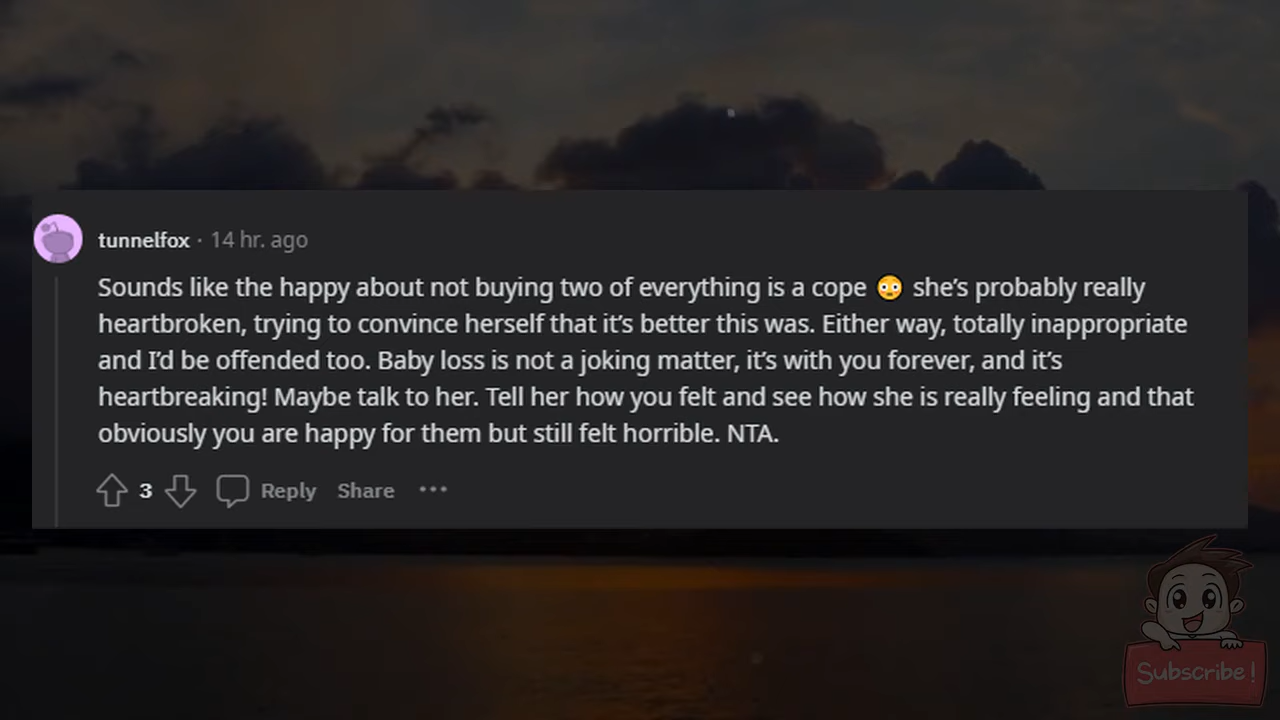 tunnelfox · 14 hr. ago
Sounds like the happy about not buying two of everything is a cope 😳 she’s probably really
heartbroken, trying to convince herself that it’s better this was. Either way, totally inappropriate
and I’d be offended too. Baby loss is not a joking matter, it’s with you forever, and it’s
heartbreaking! Maybe talk to her. Tell her how you felt and see how she is really feeling and that
obviously you are happy for them but still felt horrible. NTA.
3 Reply Share ···
Subscribe!